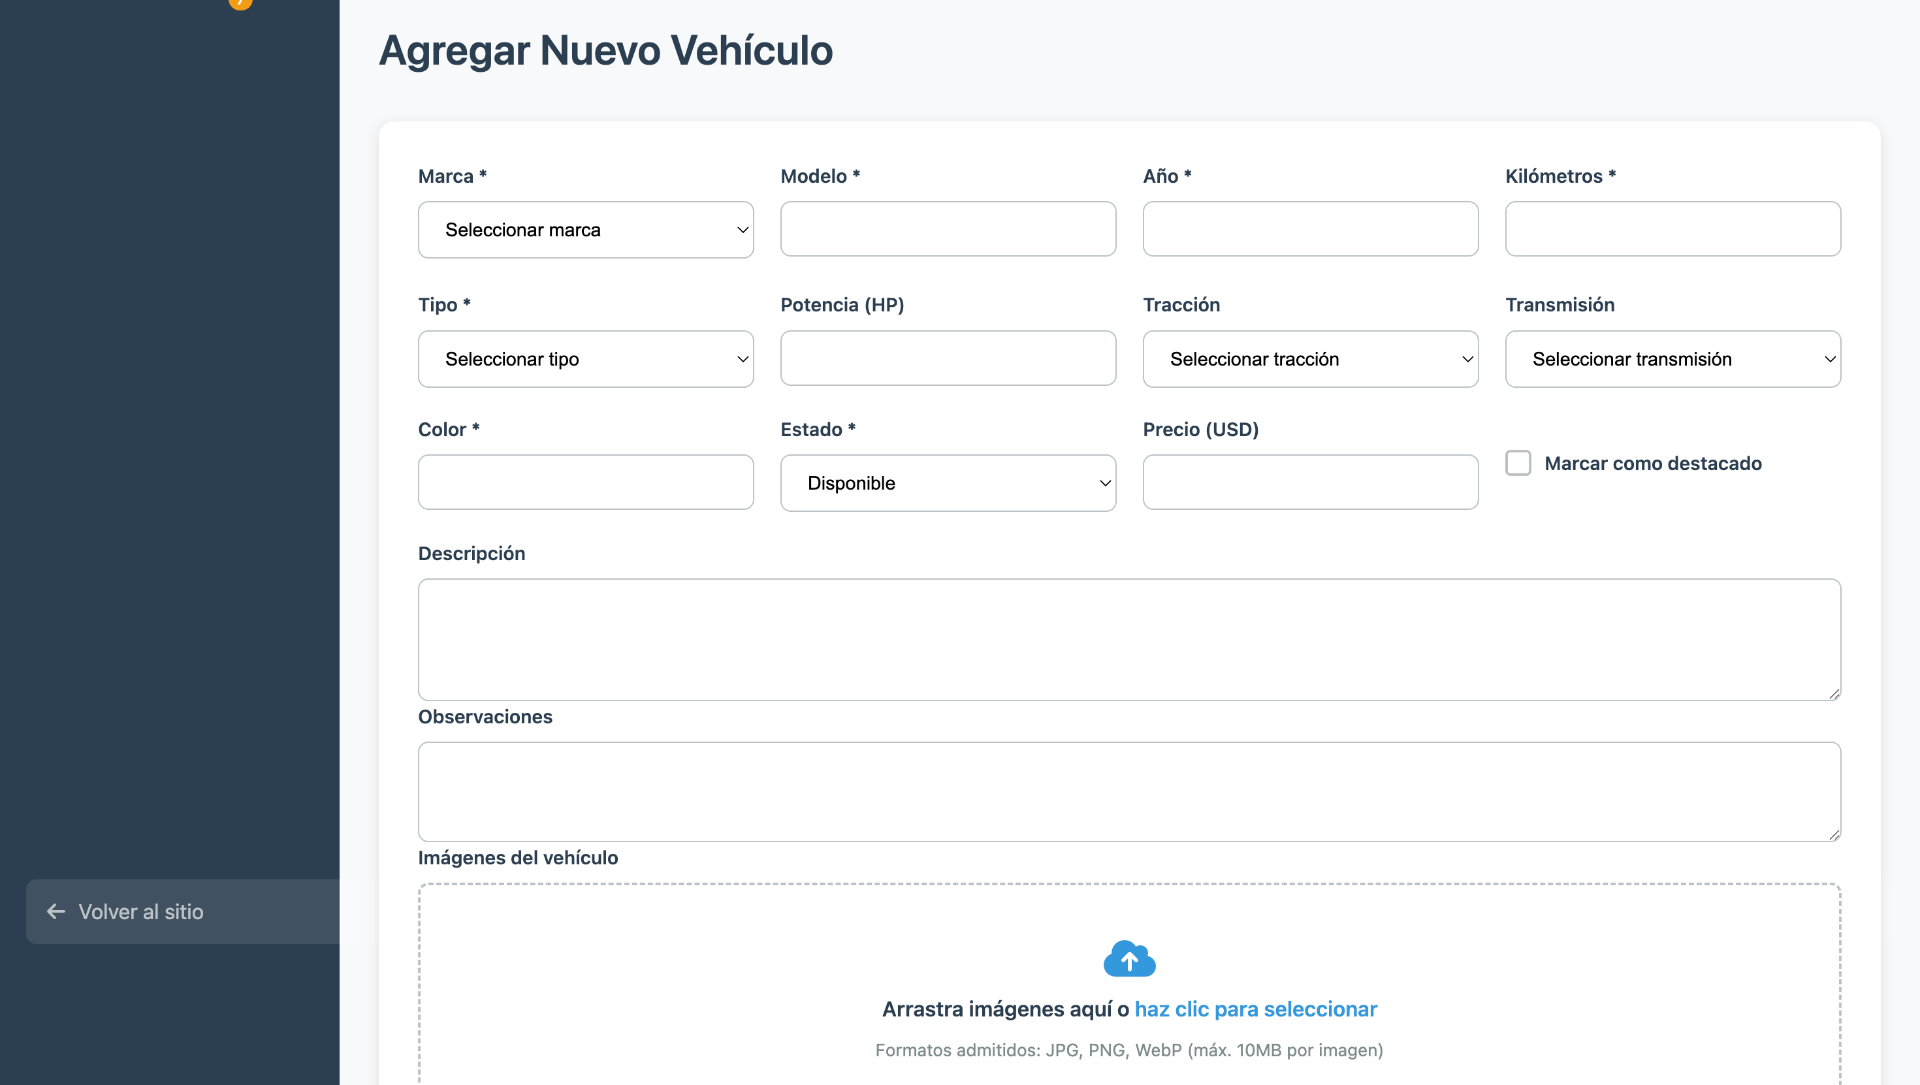 Agregar Nuevo Vehículo
Marca *
Modelo *
Año *
Kilómetros *
Seleccionar marca
Tipo *
Potencia (HP)
Tracción
Transmisión
Seleccionar tipo
Seleccionar tracción
Seleccionar transmisión
Color *
Estado *
Precio (USD)
Disponible
Marcar como destacado
Descripción
Observaciones
Imágenes del vehículo
Volver al sitio
Arrastra imágenes aquí o haz clic para seleccionar
Formatos admitidos: JPG, PNG, WebP (máx. 10MB por imagen)